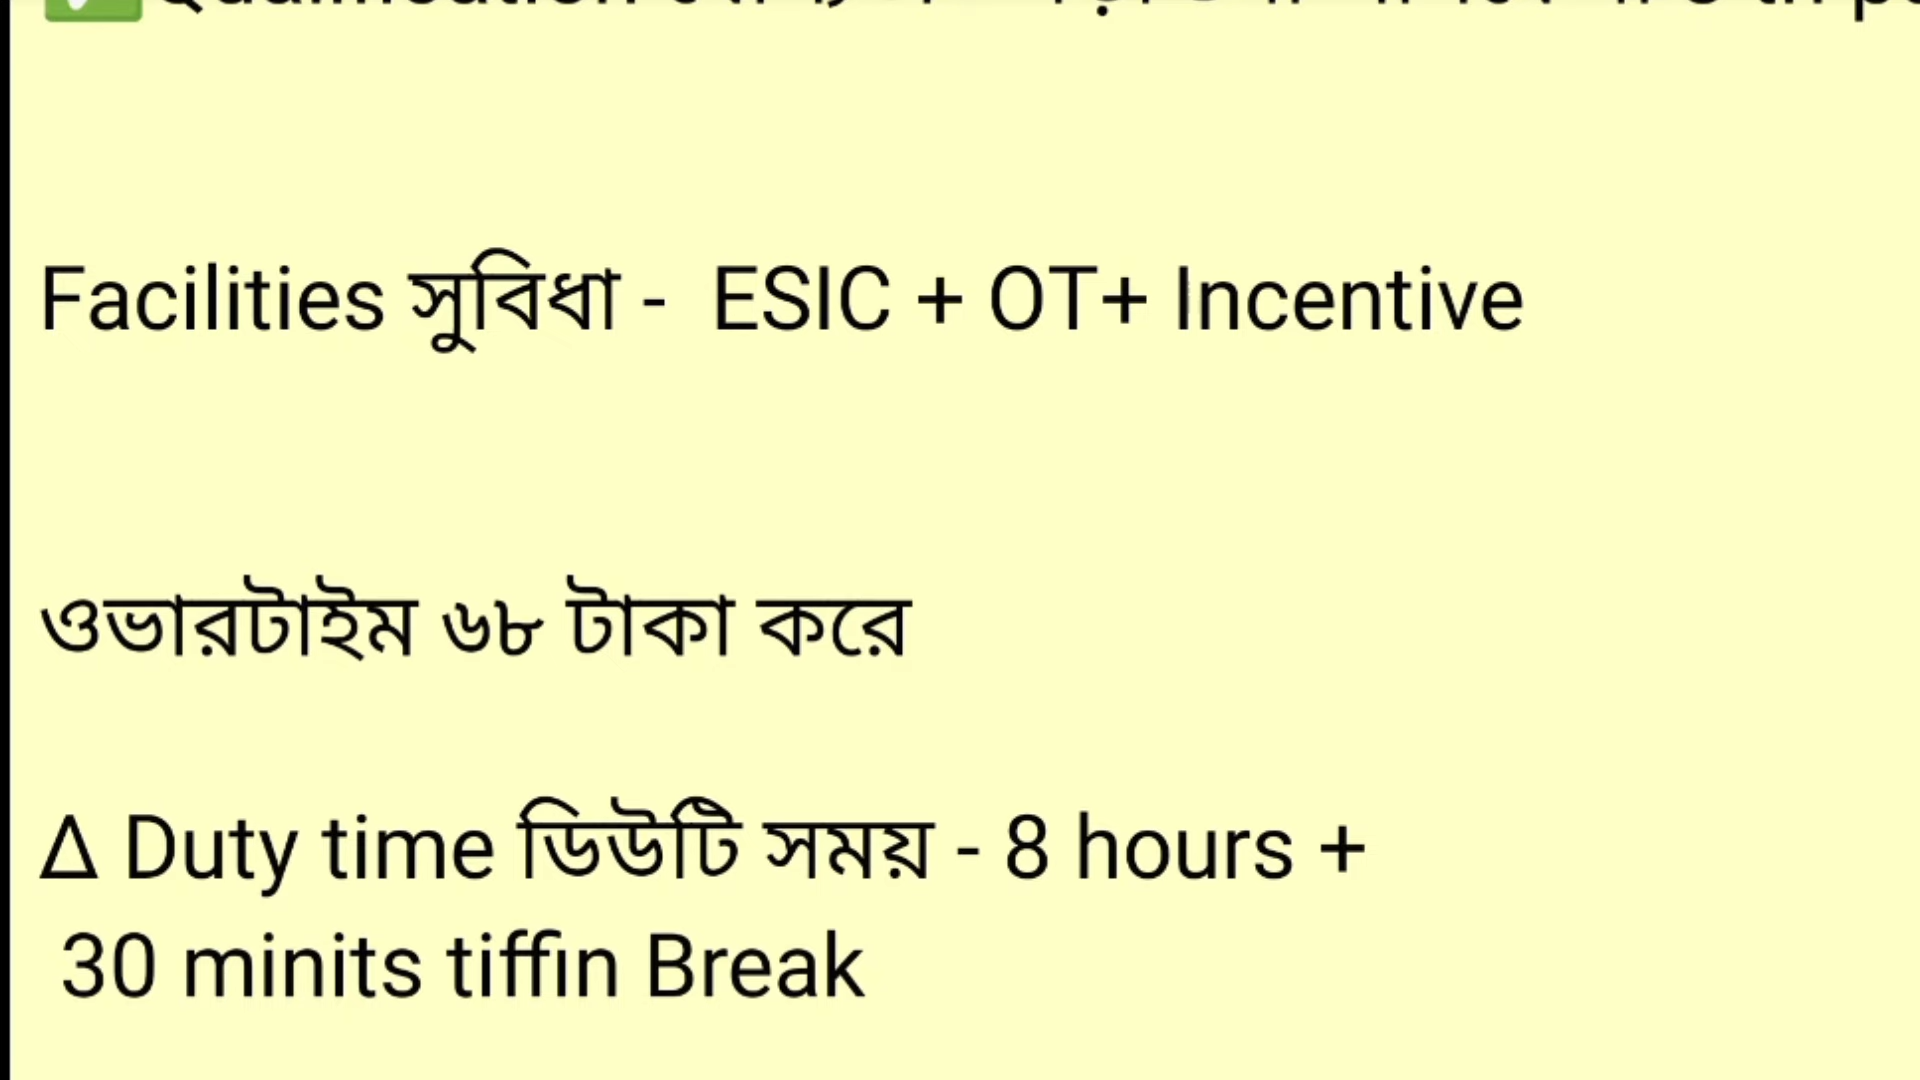 Qualification
Facilities সুবিধা - ESIC + OT+ Incentive
ওভারটাইম ৬৮ টাকা করে
Δ Duty time ডিউটি সময় - 8 hours +
30 minits tiffin Break